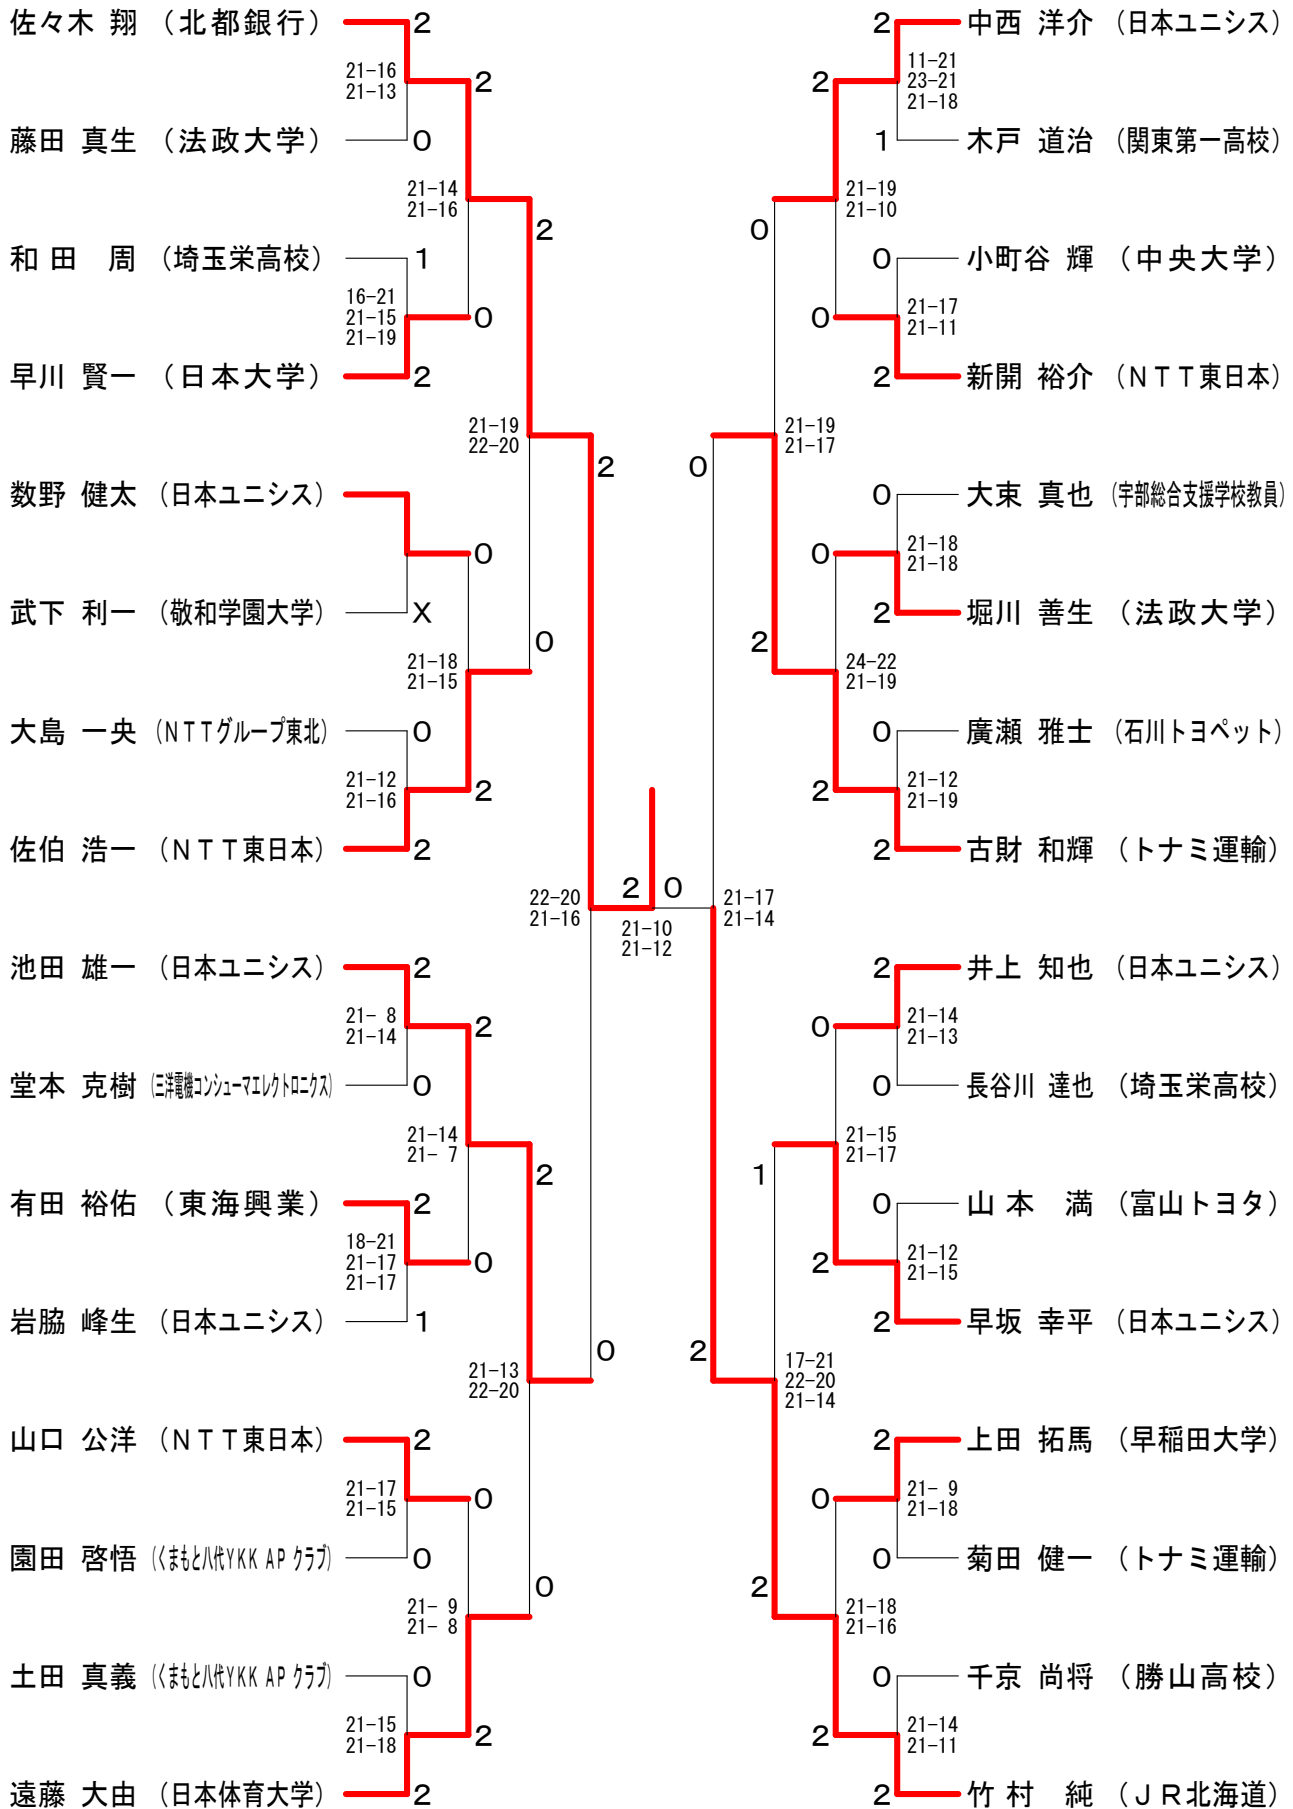 佐々木 翔 （北都銀行） 2
21-16
21-13
2
藤田 真生 （法政大学） 0
21-14
21-16
2
和田 周 （埼玉栄高校） 1
16-21
21-15
21-19
0
早川 賢一 （日本大学） 2
21-19
22-20
2
数野 健太 （日本ユニシス）
0
武下 利一 （敬和学園大学） X
21-18
21-15
0
大島 一央 （NTTグループ東北） 0
21-12
21-16
2
佐伯 浩一 （NTT東日本） 2
22-20
21-16
2 0
21-10
21-12
池田 雄一 （日本ユニシス） 2
21- 8
21-14
2
堂本 克樹 （三洋電機コンシューマエレクトロニクス） 0
21-14
21- 7
2
有田 裕佑 （東海興業） 2
18-21
21-17
21-17
0
岩脇 峰生 （日本ユニシス） 1
21-13
22-20
0
山口 公洋 （NTT東日本） 2
21-17
21-15
0
園田 啓悟 （くまもと八代YKK AP クラブ） 0
21- 9
21- 8
0
土田 真義 （くまもと八代YKK AP クラブ） 0
21-15
21-18
2
遠藤 大由 （日本体育大学） 2
2 中西 洋介 （日本ユニシス）
2
11-21
23-21
21-18
1 木戸 道治 （関東第一高校）
0
21-19
21-10
0 小町谷 輝 （中央大学）
0
21-17
21-11
2 新開 裕介 （NTT東日本）
0
21-19
21-17
0 大束 真也 （宇部総合支援学校教員）
0
21-18
21-18
2 堀川 善生 （法政大学）
2
24-22
21-19
0 廣瀬 雅士 （石川トヨペット）
2
21-12
21-19
2 古財 和輝 （トナミ運輸）
21-17
21-14
2 井上 知也 （日本ユニシス）
0
21-14
21-13
0 長谷川 達也 （埼玉栄高校）
1
21-15
21-17
0 山本 満 （富山トヨタ）
2
21-12
21-15
2 早坂 幸平 （日本ユニシス）
2
17-21
22-20
21-14
2 上田 拓馬 （早稲田大学）
0
21- 9
21-18
0 菊田 健一 （トナミ運輸）
2
21-18
21-16
0 千京 尚将 （勝山高校）
2
21-14
21-11
2 竹村 純 （JR北海道）